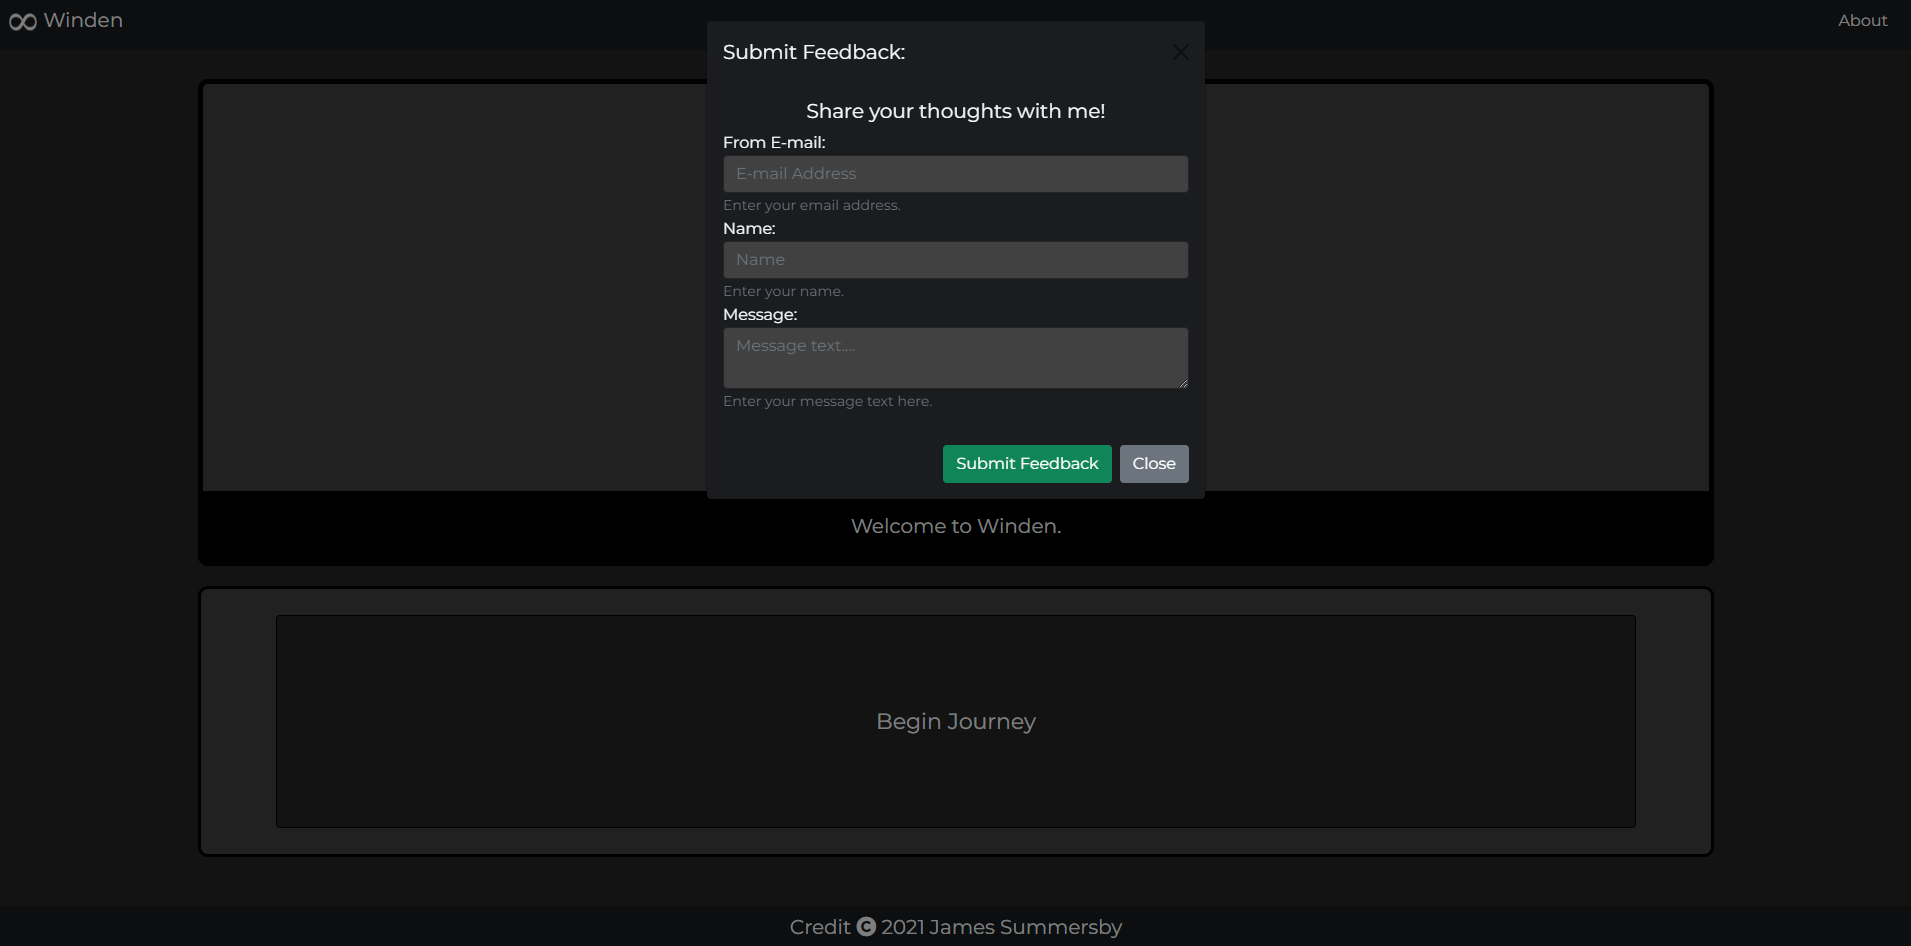 Winden
About
Submit Feedback:
Share your thoughts with me!
From E-mail:
E-mail Address
Enter your email address.
Name:
Name
Enter your name.
Message:
Message text....
Enter your message text here.
Submit Feedback
Close
Welcome to Winden.
Begin Journey
Credit © 2021 James Summersby